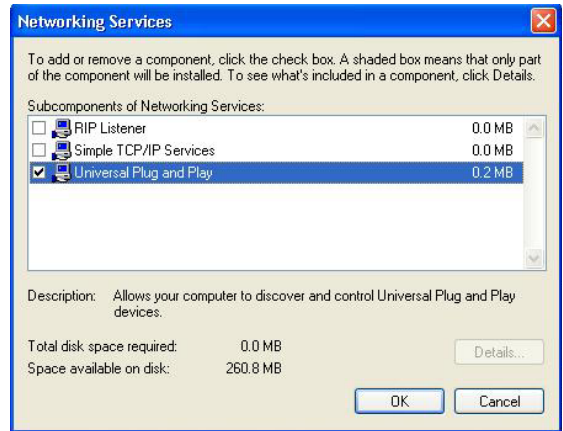 Networking Services
To add or remove a component, click the check box. A shaded box means that only part
of the component will be installed. To see what's included in a component, click Details.
Subcomponents of Networking Services:
RIP Listener 0.0 MB
Simple TCP/IP Services 0.0 MB
Universal Plug and Play 0.2 MB
Description: Allows your computer to discover and control Universal Plug and Play
devices.
Total disk space required: 0.0 MB
Space available on disk: 260.8 MB
Details...
OK Cancel